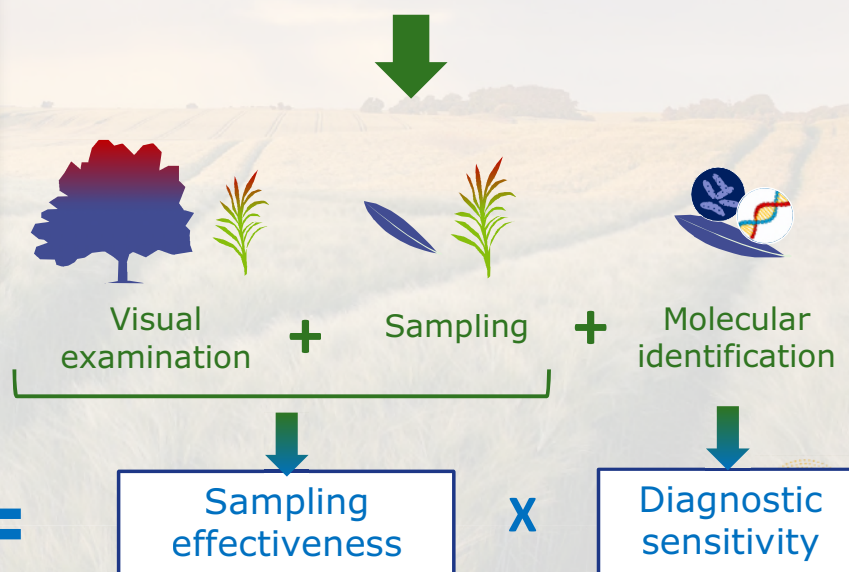 Visual
examination
+
Sampling
+
Molecular
identification
=
Sampling
effectiveness
X
Diagnostic
sensitivity